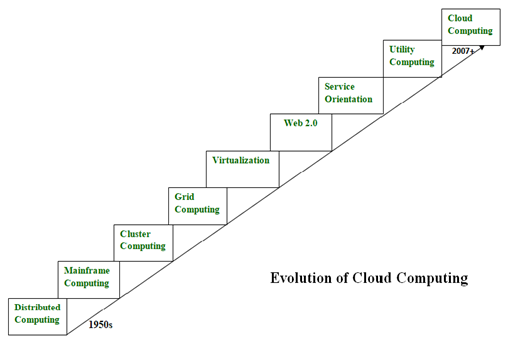 Cloud
Computing
2007+
Utility
Computing
Service
Orientation
Web 2.0
Virtualization
Grid
Computing
Cluster
Computing
Mainframe
Computing
Evolution of Cloud Computing
Distributed
Computing
1950s